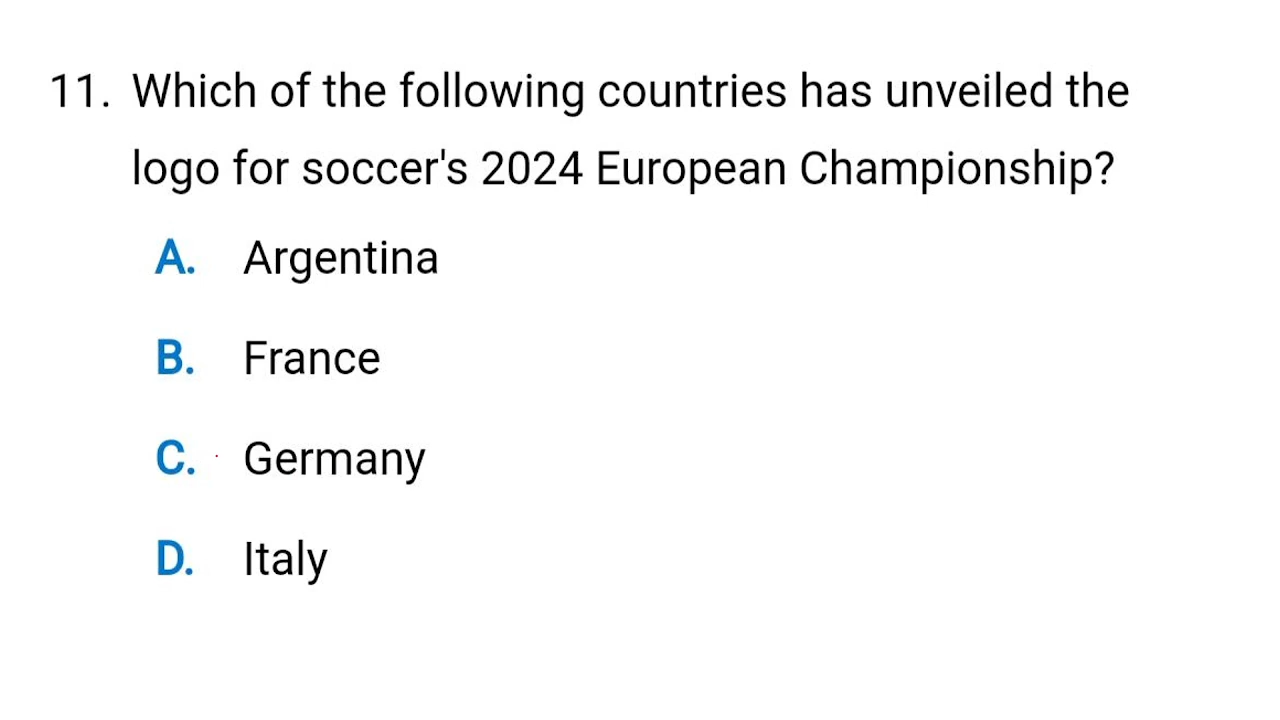 11. Which of the following countries has unveiled the
logo for soccer's 2024 European Championship?
A. Argentina
B. France
C. Germany
D. Italy